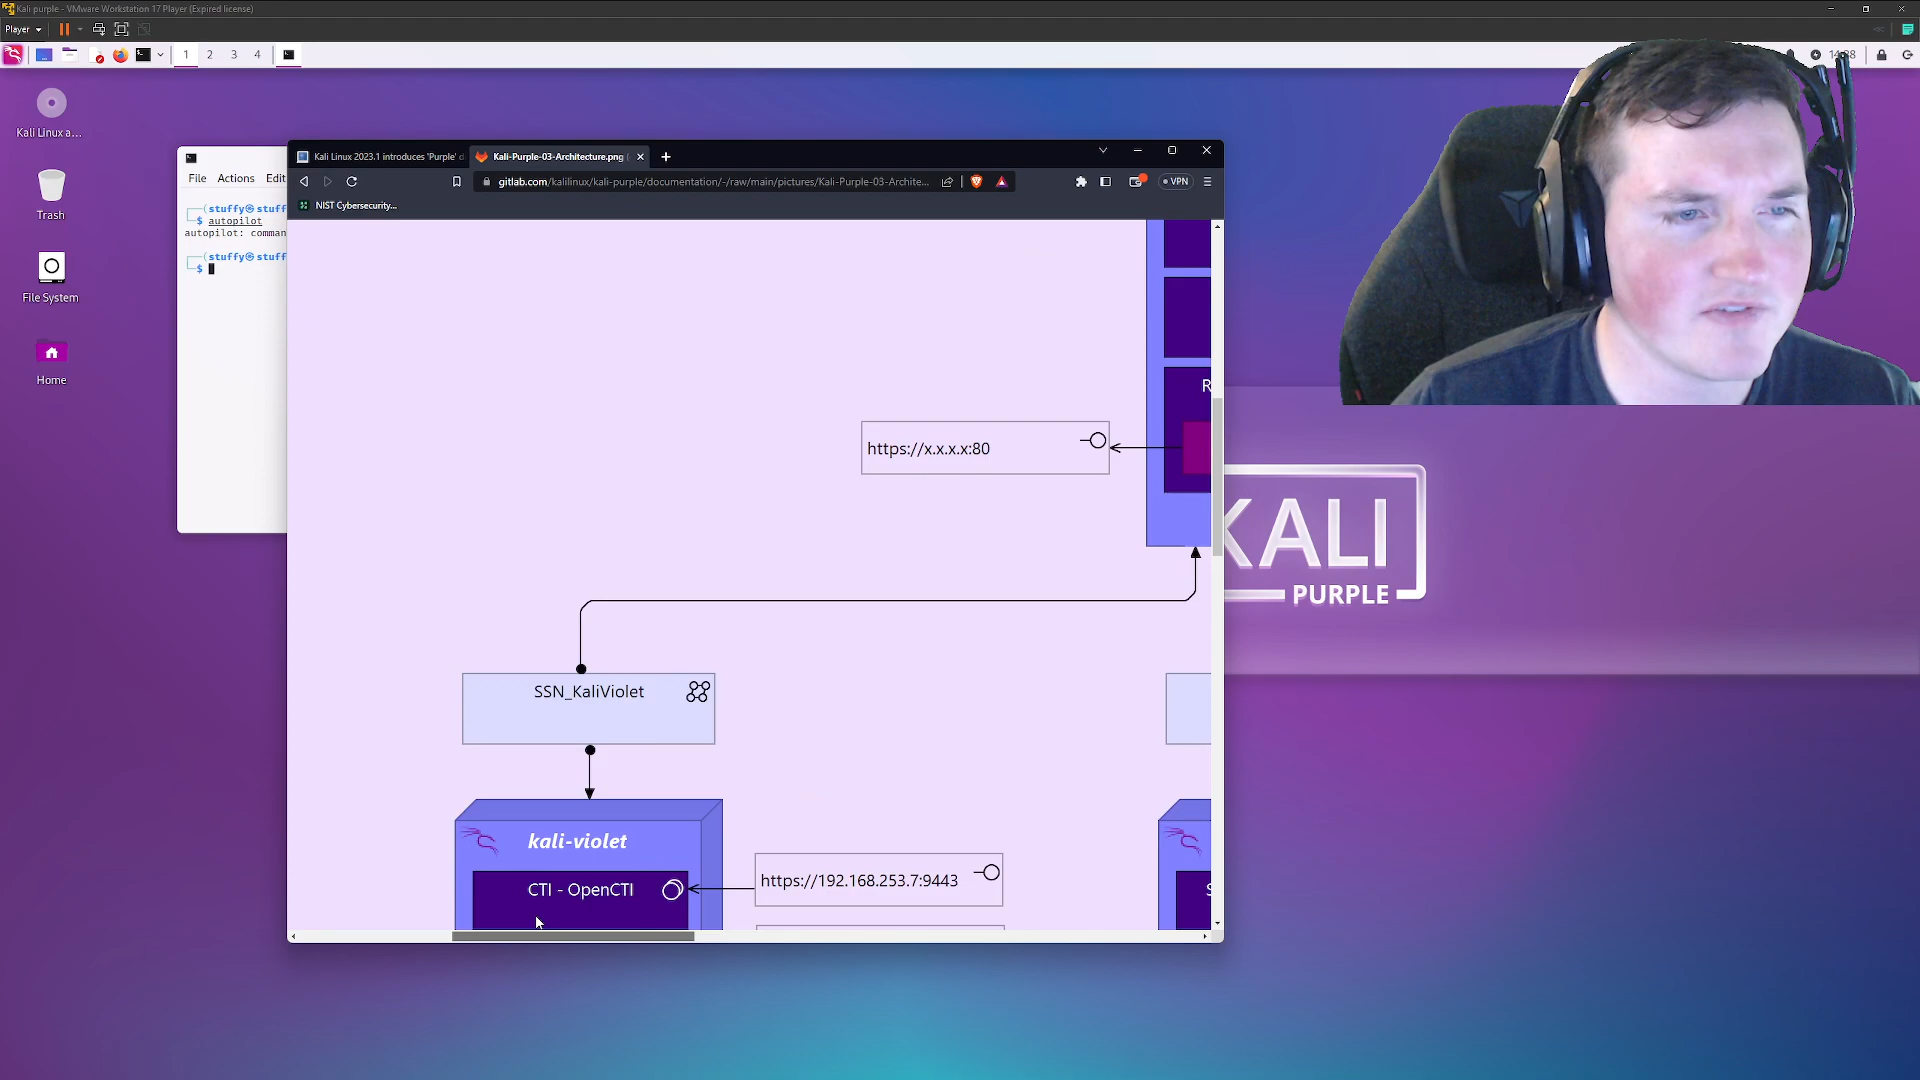 Kali purple - VMware Workstation 17 Player (Expired license)
Player
1
2
3
4
Kali Linux a...
Trash
File System
Home
File Actions Edit
(stuffy㉿stuff
$ autopilot
autopilot: comman
(stuffy㉿stuff
$
Kali Linux 2023.1 introduces 'Purple' d
Kali-Purple-03-Architecture.png (
gitlab.com/kalilinux/kali-purple/documentation/-/raw/main/pictures/Kali-Purple-03-Archite...
VPN
NIST Cybersecurity...
R
https://x.x.x.x:80
SSN_KaliViolet
kali-violet
CTI - OpenCTI
https://192.168.253.7:9443
S
KALI
PURPLE